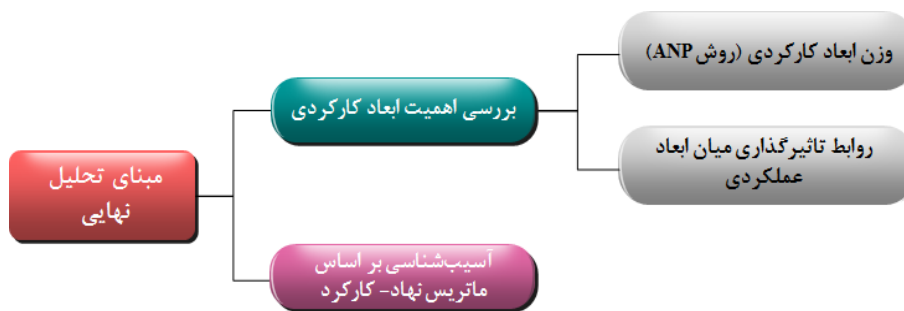 وزن ابعاد کارکردی (روش ANP)
بررسی اهمیت ابعاد کارکردی
روابط تاثیرگذاری میان ابعاد
عملکردی
مبنای تحلیل
نهایی
آسیب‌شناسی بر اساس
ماتریس نهاد- کارکرد